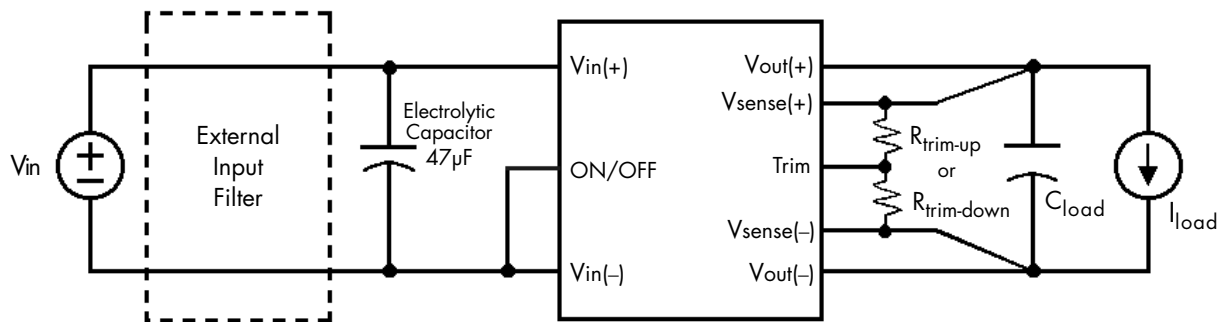 Vin
+
−
External
Input
Filter
Electrolytic
Capacitor
47µF
Vin(+)
ON/OFF
Vin(−)
Vout(+)
Vsense(+)
Trim
Vsense(−)
Vout(−)
Rtrim-up
or
Rtrim-down
Cload
Iload